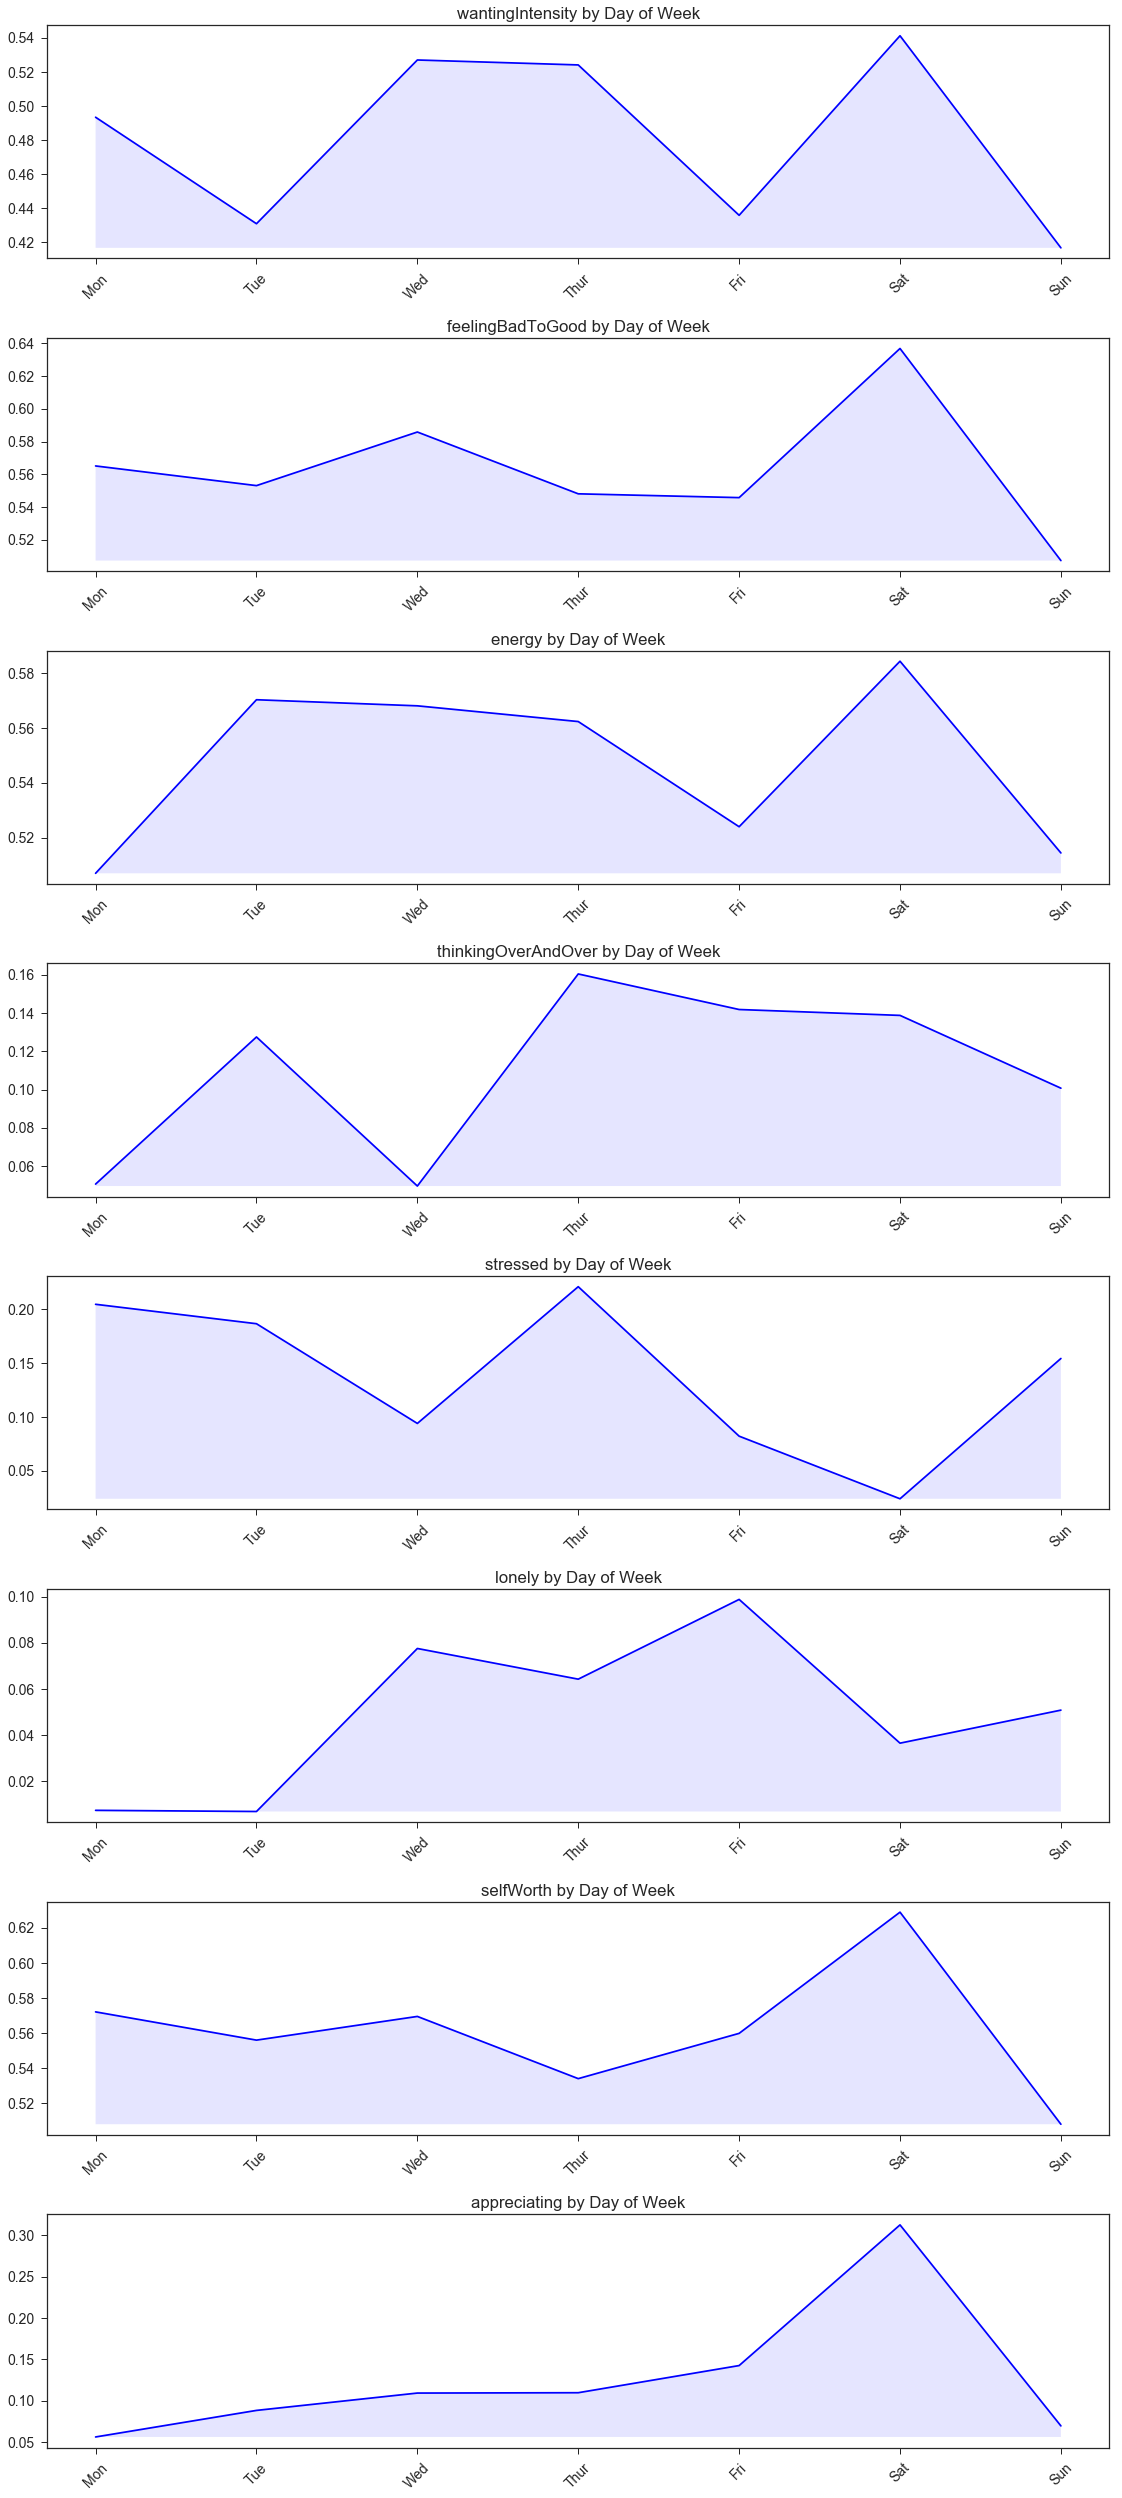 wantingIntensity by Day of Week
0.54
0.52
0.50
0.48
0.46
0.44
0.42
Mon Tue Wed Thur Fri Sat Sun
feelingBadToGood by Day of Week
0.64
0.62
0.60
0.58
0.56
0.54
0.52
Mon Tue Wed Thur Fri Sat Sun
energy by Day of Week
0.58
0.56
0.54
0.52
Mon Tue Wed Thur Fri Sat Sun
thinkingOverAndOver by Day of Week
0.16
0.14
0.12
0.10
0.08
0.06
Mon Tue Wed Thur Fri Sat Sun
stressed by Day of Week
0.20
0.15
0.10
0.05
Mon Tue Wed Thur Fri Sat Sun
lonely by Day of Week
0.10
0.08
0.06
0.04
0.02
Mon Tue Wed Thur Fri Sat Sun
selfWorth by Day of Week
0.62
0.60
0.58
0.56
0.54
0.52
Mon Tue Wed Thur Fri Sat Sun
appreciating by Day of Week
0.30
0.25
0.20
0.15
0.10
0.05
Mon Tue Wed Thur Fri Sat Sun